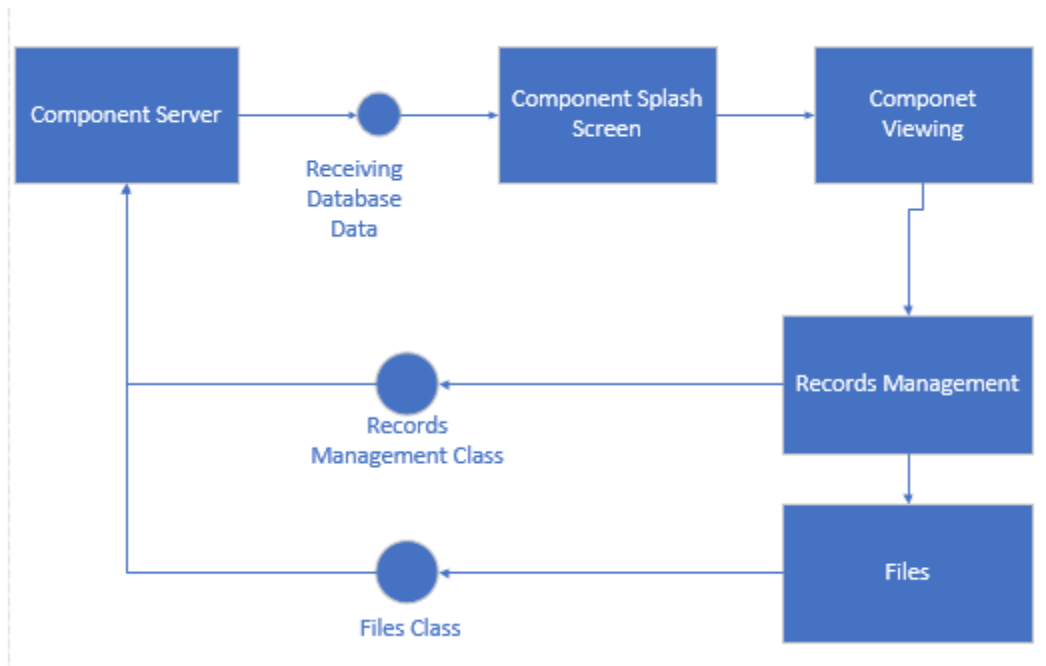 Component Server
Component Splash
Screen
Componet
Viewing
Receiving
Database
Data
Records Management
Records
Management Class
Files
Files Class